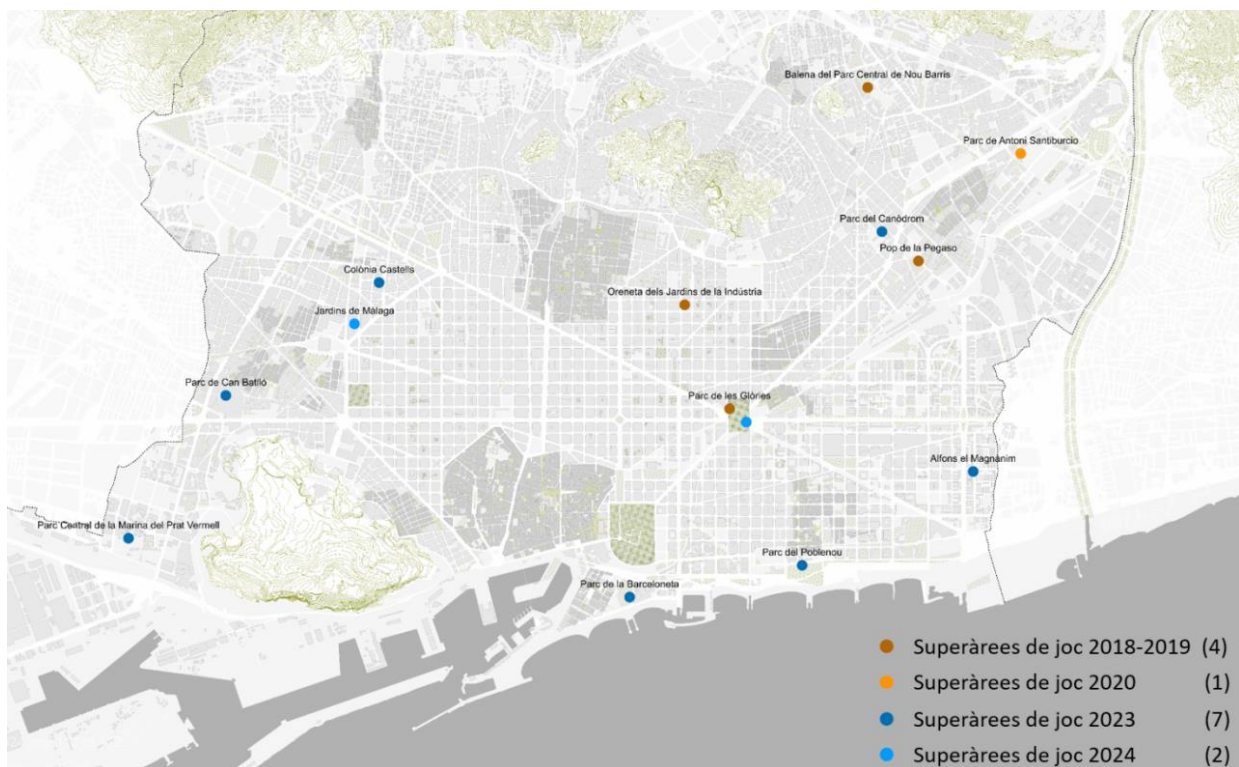 Balena del Parc Central de Nou Barris
Parc de Antoni Santiburcio
Parc del Canòdrom
Pop de la Pegaso
Colònia Castells
Oreneta dels Jardins de la Indústria
Jardins de Màlaga
Parc de Can Batlló
Parc de les Glòries
Alfons el Magnànim
Parc Central de la Marina del Prat Vermell
Parc del Poblenou
Parc de la Barceloneta
Superàrees de joc 2018-2019 (4)
Superàrees de joc 2020 (1)
Superàrees de joc 2023 (7)
Superàrees de joc 2024 (2)